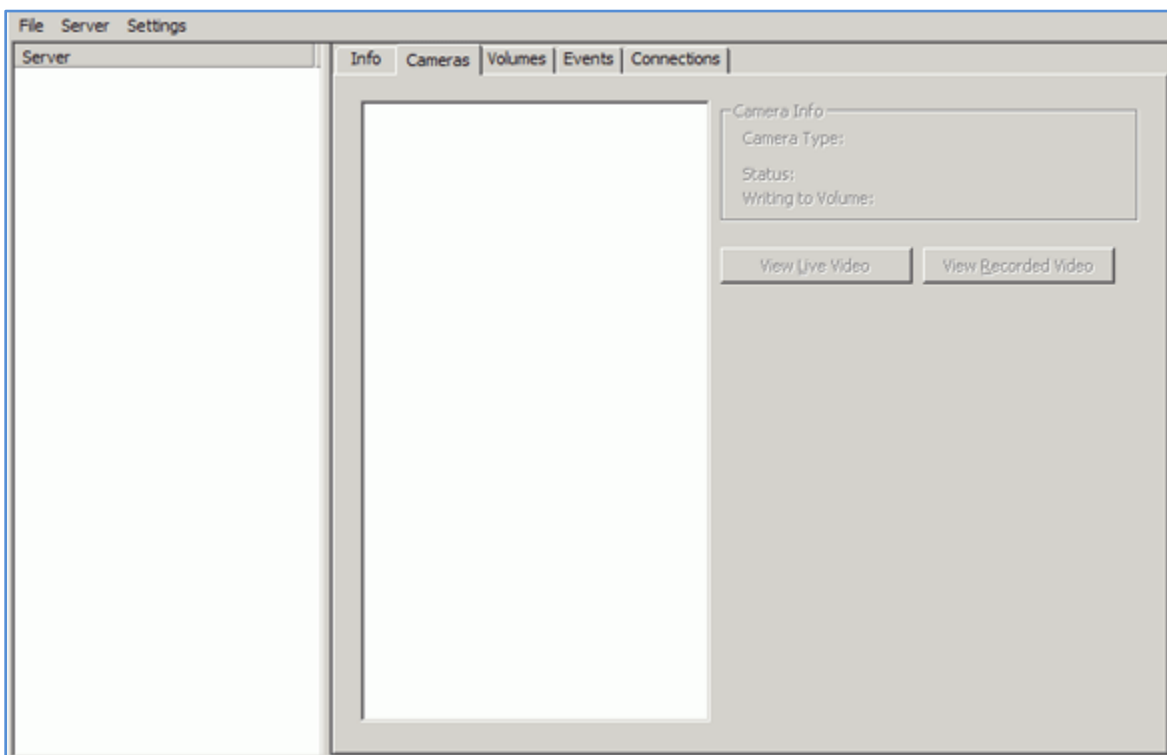 File Server Settings
Server
Info Cameras Volumes Events Connections
Camera Info
Camera Type:
Status:
Writing to Volume:
View Live Video View Recorded Video